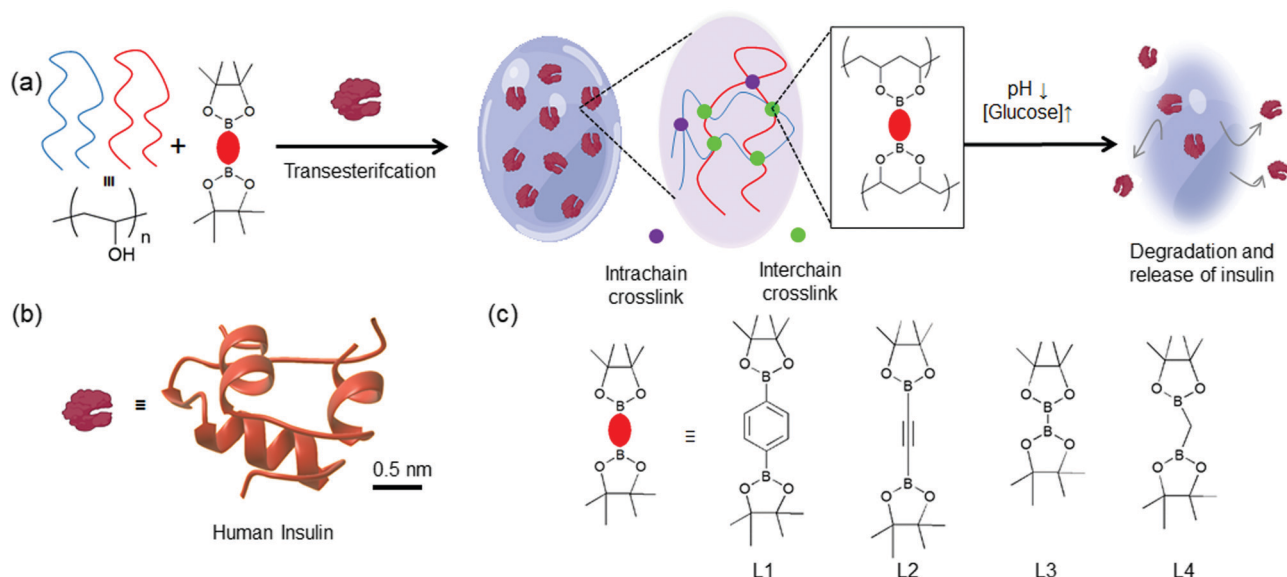 (a)
O O
B
B
O O
+
≡
n
OH
Transesterifcation
Intrachain
crosslink
Interchain
crosslink
O O
B
B
O O
pH ↓
[Glucose]↑
Degradation and
release of insulin
(b)
≡
0.5 nm
Human Insulin
(c)
O O
B
B
O O
≡
O O
B
B
O O
L1
O O
B
B
O O
L2
O O
B
B
O O
L3
O O
B
B
O O
L4